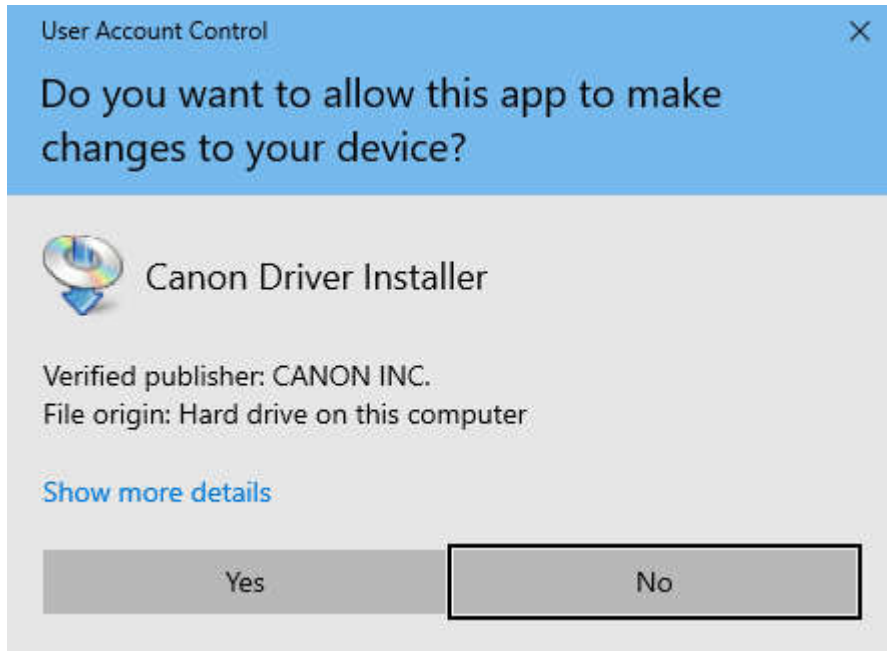 User Account Control
Do you want to allow this app to make
changes to your device?
Canon Driver Installer
Verified publisher: CANON INC.
File origin: Hard drive on this computer
Show more details
Yes
No